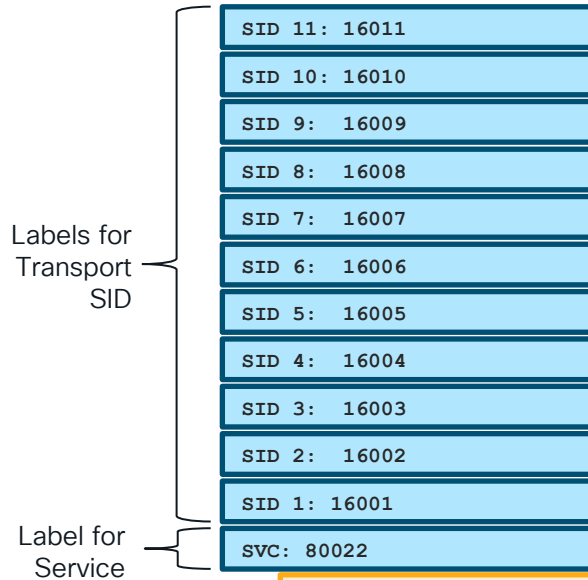 SID 11: 16011
SID 10: 16010
SID 9: 16009
SID 8: 16008
SID 7: 16007
Labels for
Transport
SID
SID 6: 16006
SID 5: 16005
SID 4: 16004
SID 3: 16003
SID 2: 16002
SID 1: 16001
Label for
Service
SVC: 80022